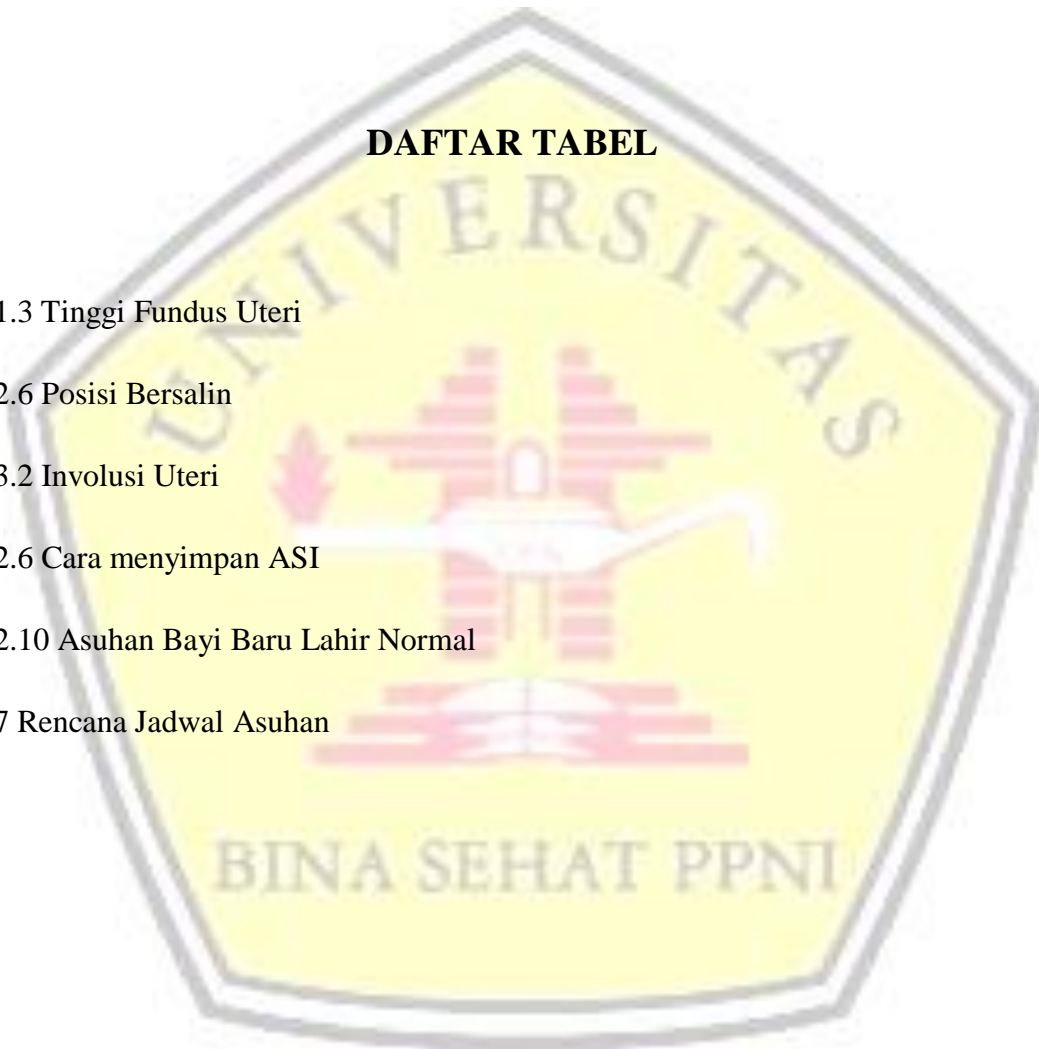 DAFTAR TABEL
UNIVERSITAS
1.3 Tinggi Fundus Uteri
2.6 Posisi Bersalin
3.2 Involusi Uteri
2.6 Cara menyimpan ASI
2.10 Asuhan Bayi Baru Lahir Normal
7 Rencana Jadwal Asuhan
BINA SEHAT PPNI